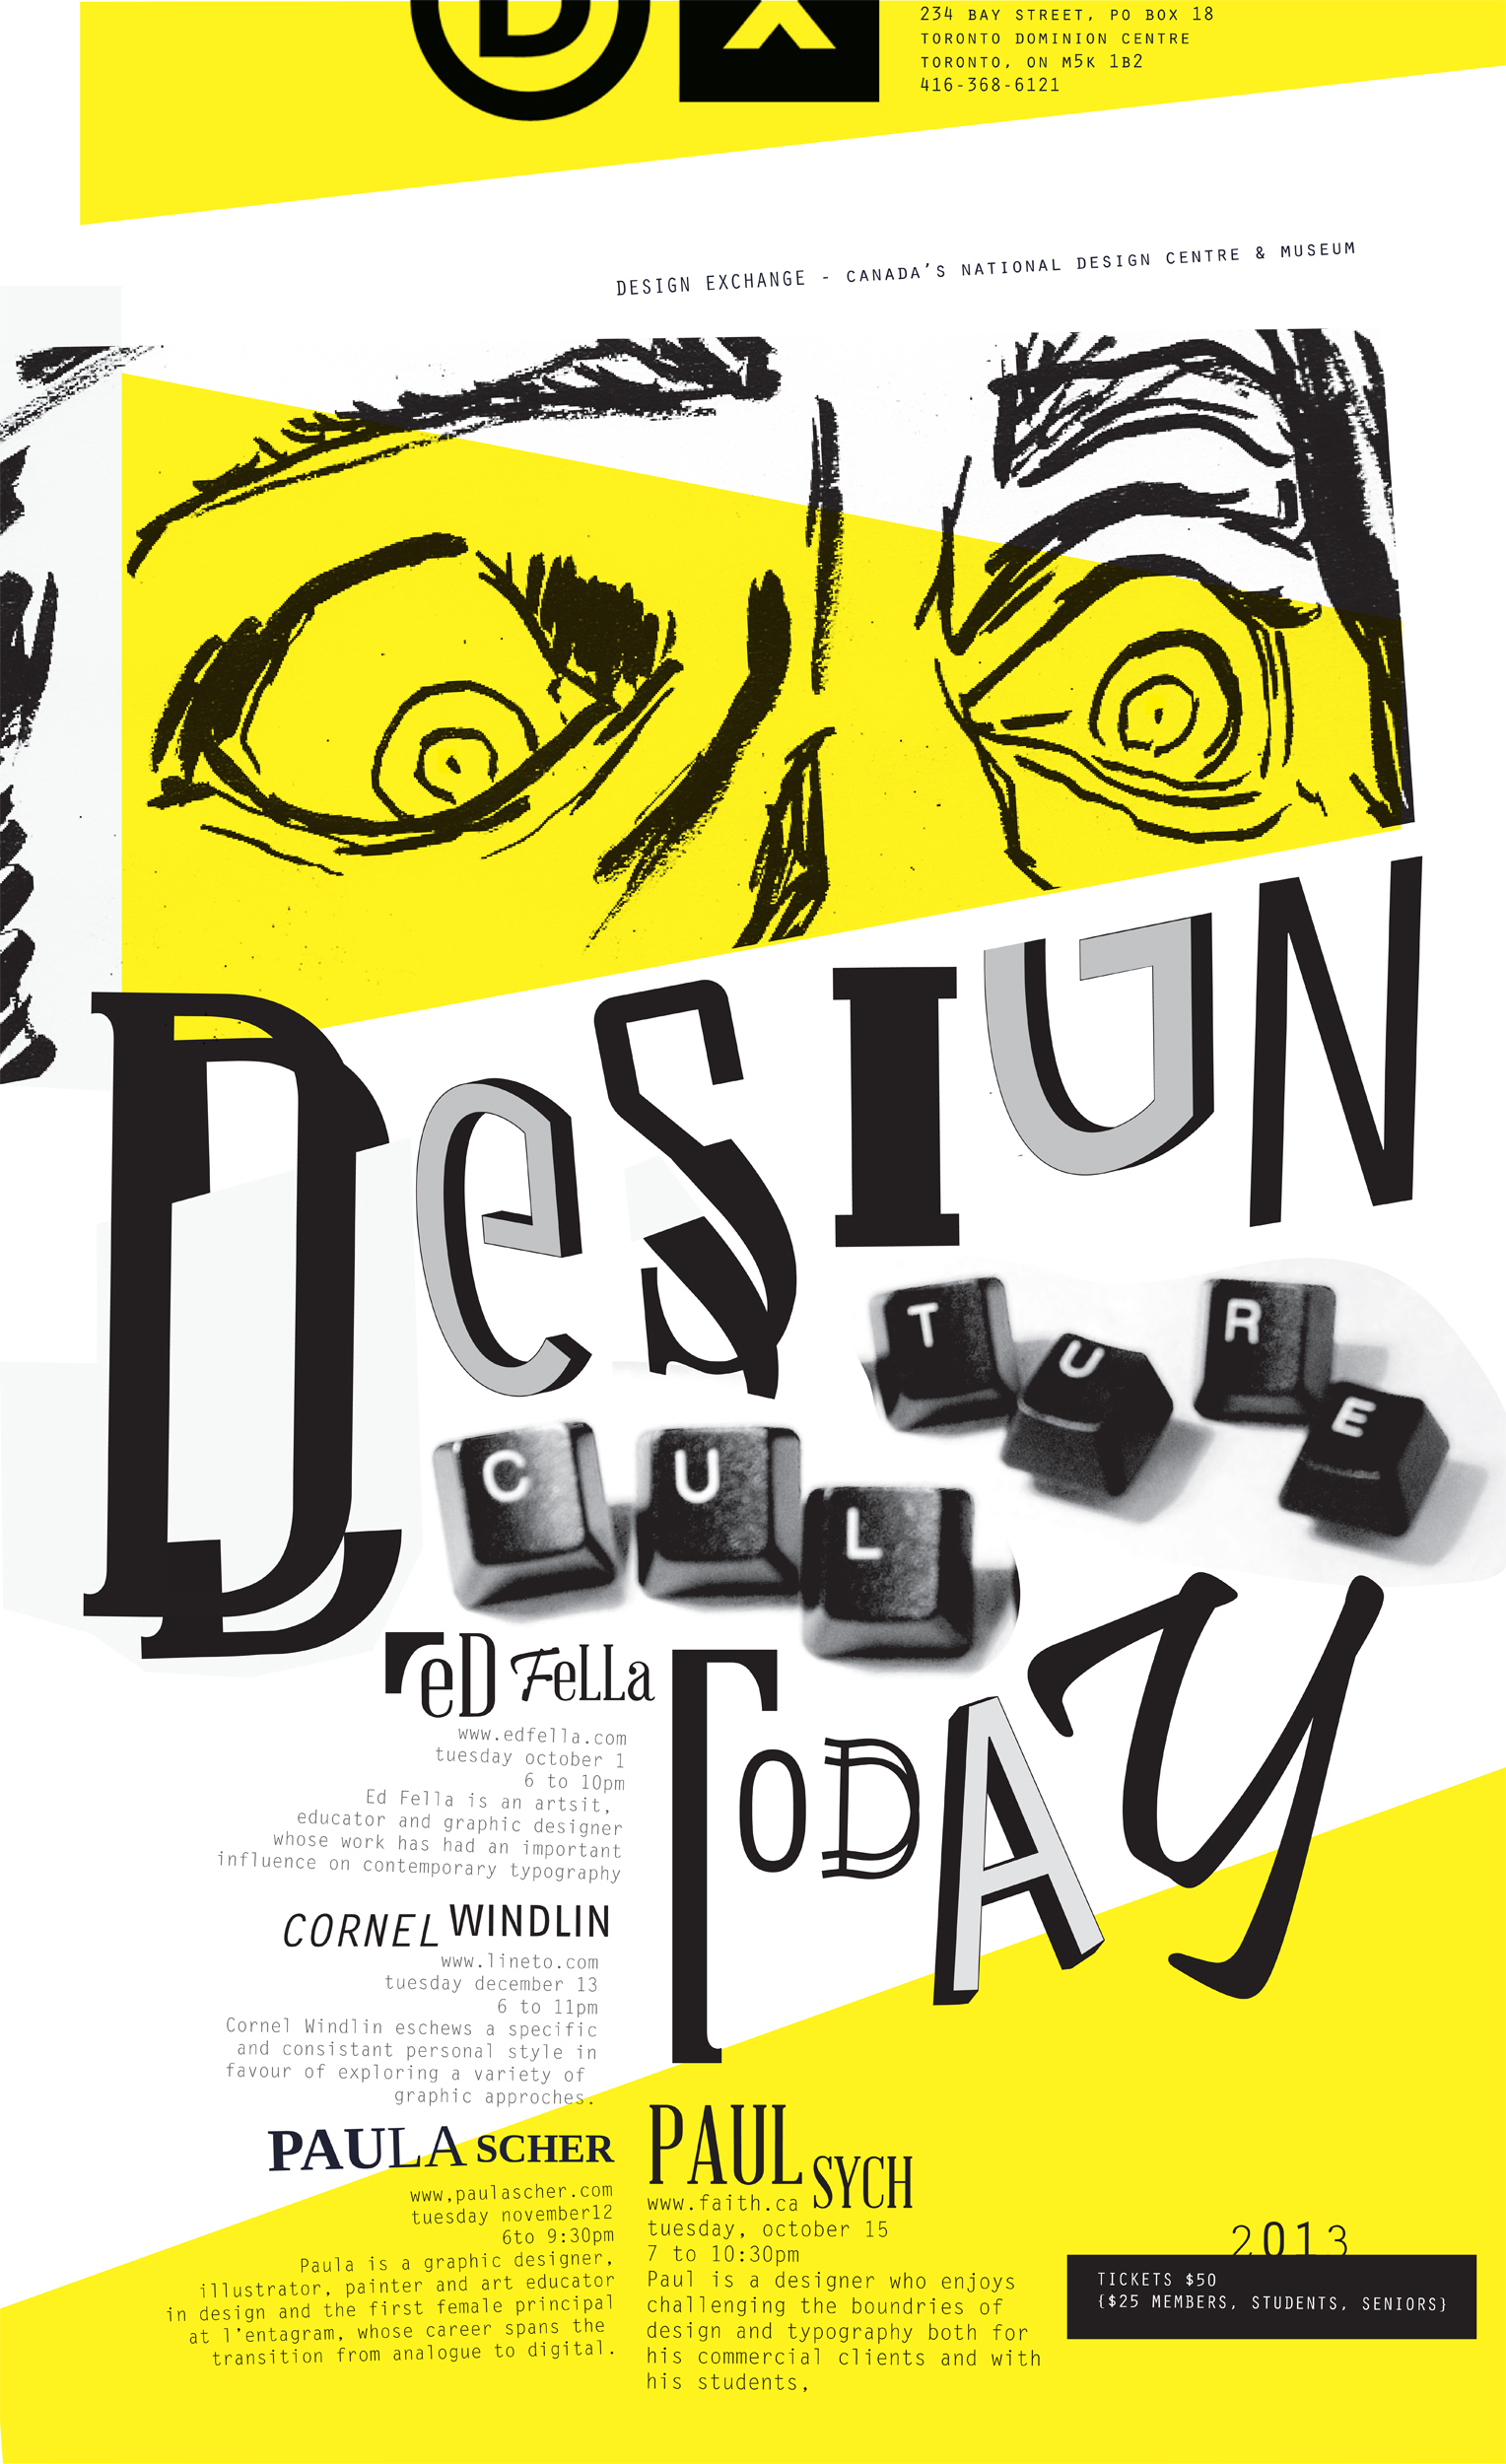 DX
234 BAY STREET, PO BOX 18
TORONTO DOMINION CENTRE
TORONTO, ON M5K 1B2
416-368-6121
DESIGN EXCHANGE - CANADA'S NATIONAL DESIGN CENTRE & MUSEUM
DeSIGN
CULTURE
TODAY
eD FeLLa
www.edfella.com
tuesday october 1
6 to 10pm
Ed Fella is an artsit,
educator and graphic designer
whose work has had an important
influence on contemporary typography
CORNEL WINDLIN
www.lineto.com
tuesday december 13
6 to 11pm
Cornel Windlin eschews a specific
and consistant personal style in
favour of exploring a variety of
graphic approches.
PAULA SCHER
www,paulascher.com
tuesday november12
6to 9:30pm
Paula is a graphic designer,
illustrator, painter and art educator
in design and the first female principal
at l'entagram, whose career spans the
transition from analogue to digital.
PAUL SYCH
www.faith.ca
tuesday, october 15
7 to 10:30pm
Paul is a designer who enjoys
challenging the boundries of
design and typography both for
his commercial clients and with
his students,
2013
TICKETS $50
{$25 MEMBERS, STUDENTS, SENIORS}